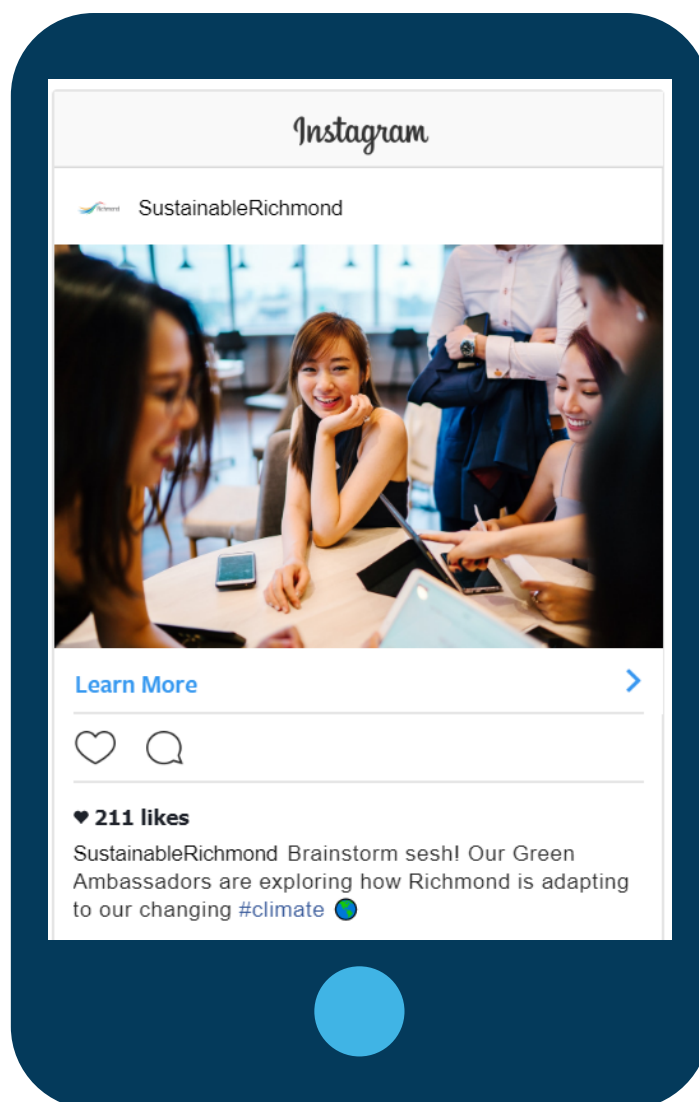 Instagram
Richmond SustainableRichmond
Learn More
211 likes
SustainableRichmond Brainstorm sesh! Our Green
Ambassadors are exploring how Richmond is adapting
to our changing #climate